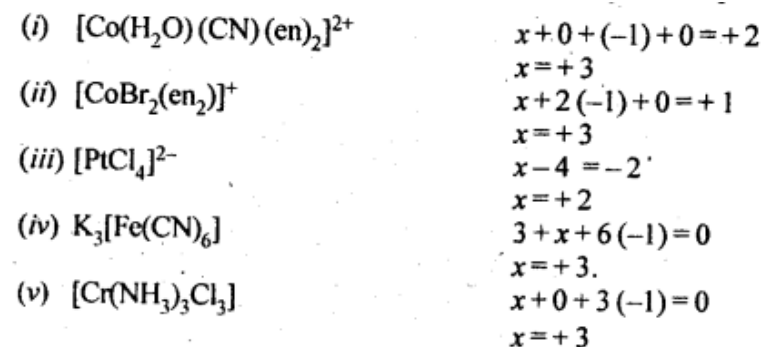 (i) [Co(H₂O)(CN)(en)₂]²⁺ x+0+(−1)+0=+2
x=+3
(ii) [CoBr₂(en₂)]⁺ x+2(−1)+0=+1
x=+3
(iii) [PtCl₄]²⁻ x−4 =−2
x=+2
(iv) K₃[Fe(CN)₆] 3+x+6(−1)=0
x=+3.
(v) [Cr(NH₃)₃Cl₃] x+0+3(−1)=0
x=+3